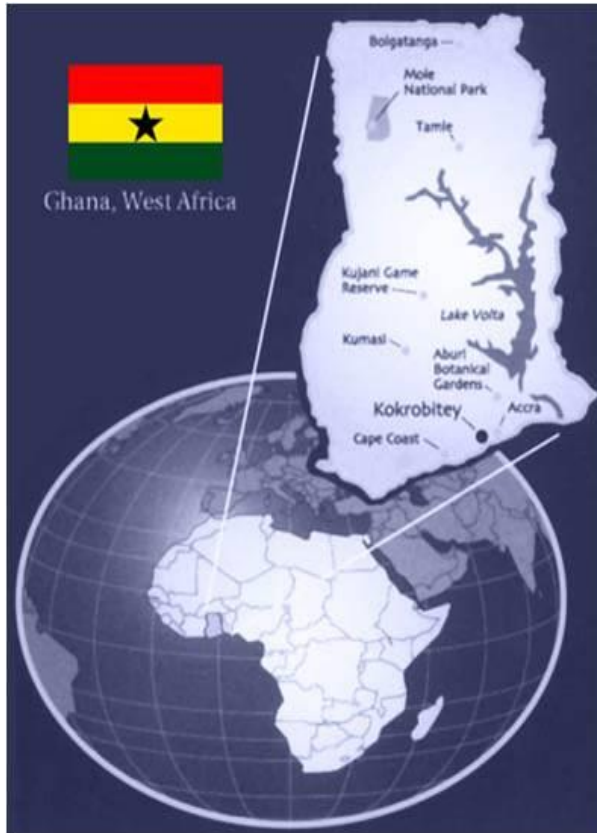 Ghana, West Africa
Bolgatanga
Mole
National Park
Tamle
Kujani Game
Reserve
Lake Volta
Kumasi
Aburi
Botanical
Gardens
Kokrobitey
Accra
Cape Coast